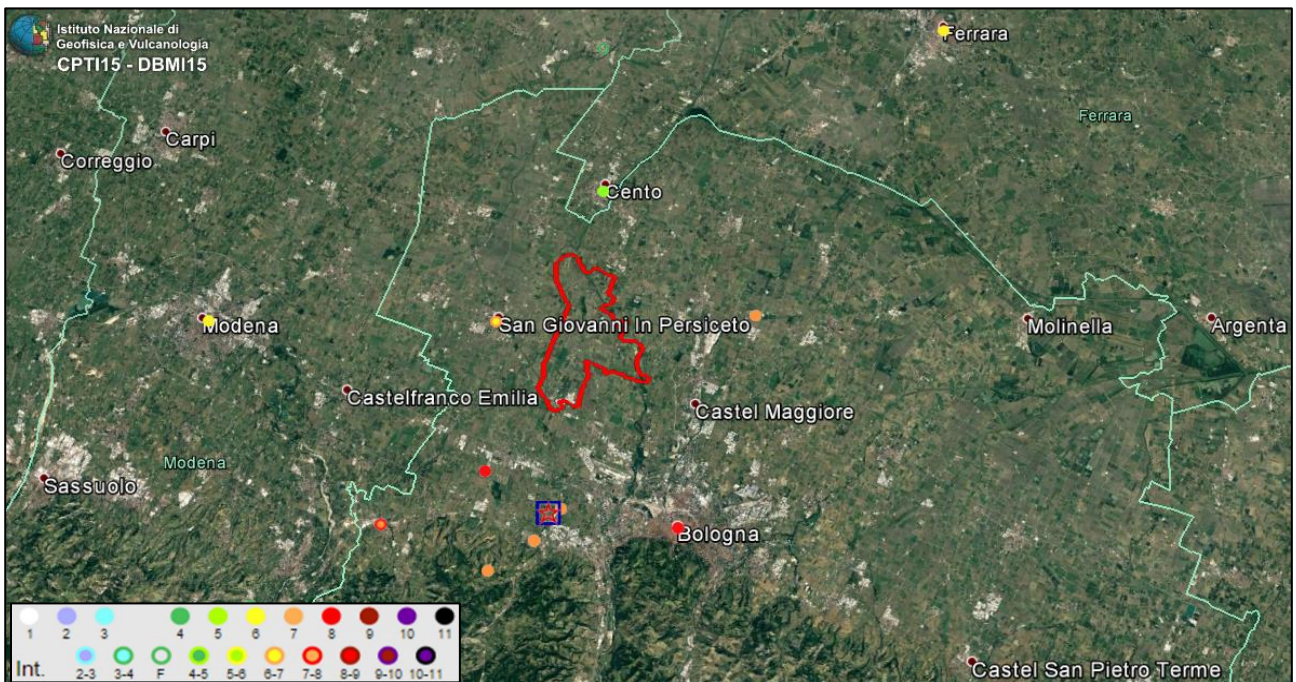 Istituto Nazionale di
Geofisica e Vulcanologia
CPTI15 - DBMI15
Ferrara
Ferrara
Carpi
Correggio
Cento
Modena
San Giovanni In Persiceto
Molinella
Argenta
Castelfranco Emilia
Castel Maggiore
Modena
Sassuolo
Bologna
Castel San Pietro Terme
1 2 3 4 5 6 7 8 9 10 11
Int. 2-3 3-4 F 4-5 5-6 6-7 7-8 8-9 9-10 10-11